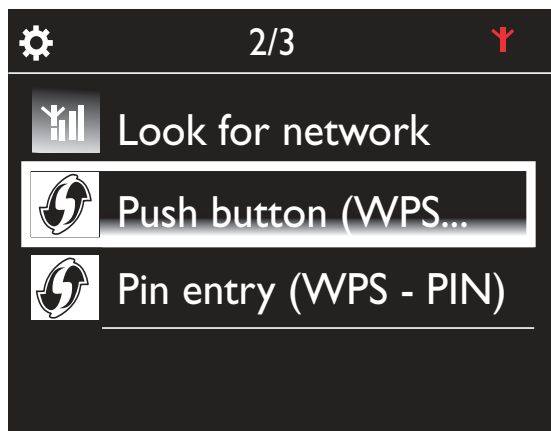 2/3
Look for network
Push button (WPS...
Pin entry (WPS - PIN)